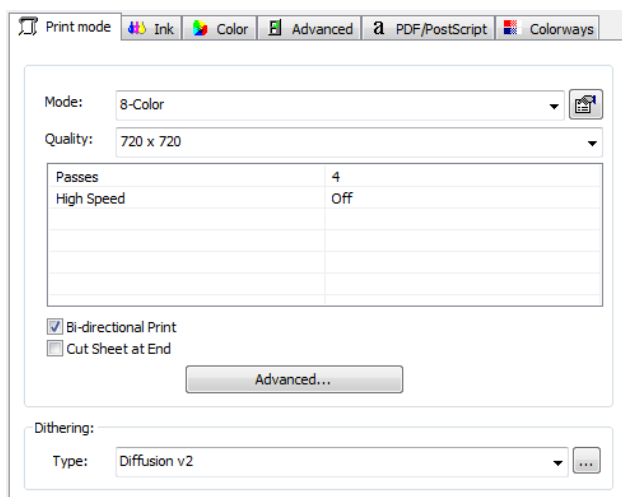 Print mode Ink Color Advanced a PDF/PostScript Colorways
Mode: 8-Color
Quality: 720 x 720
Passes 4
High Speed Off
Bi-directional Print
Cut Sheet at End
Advanced...
Dithering:
Type: Diffusion v2 ...